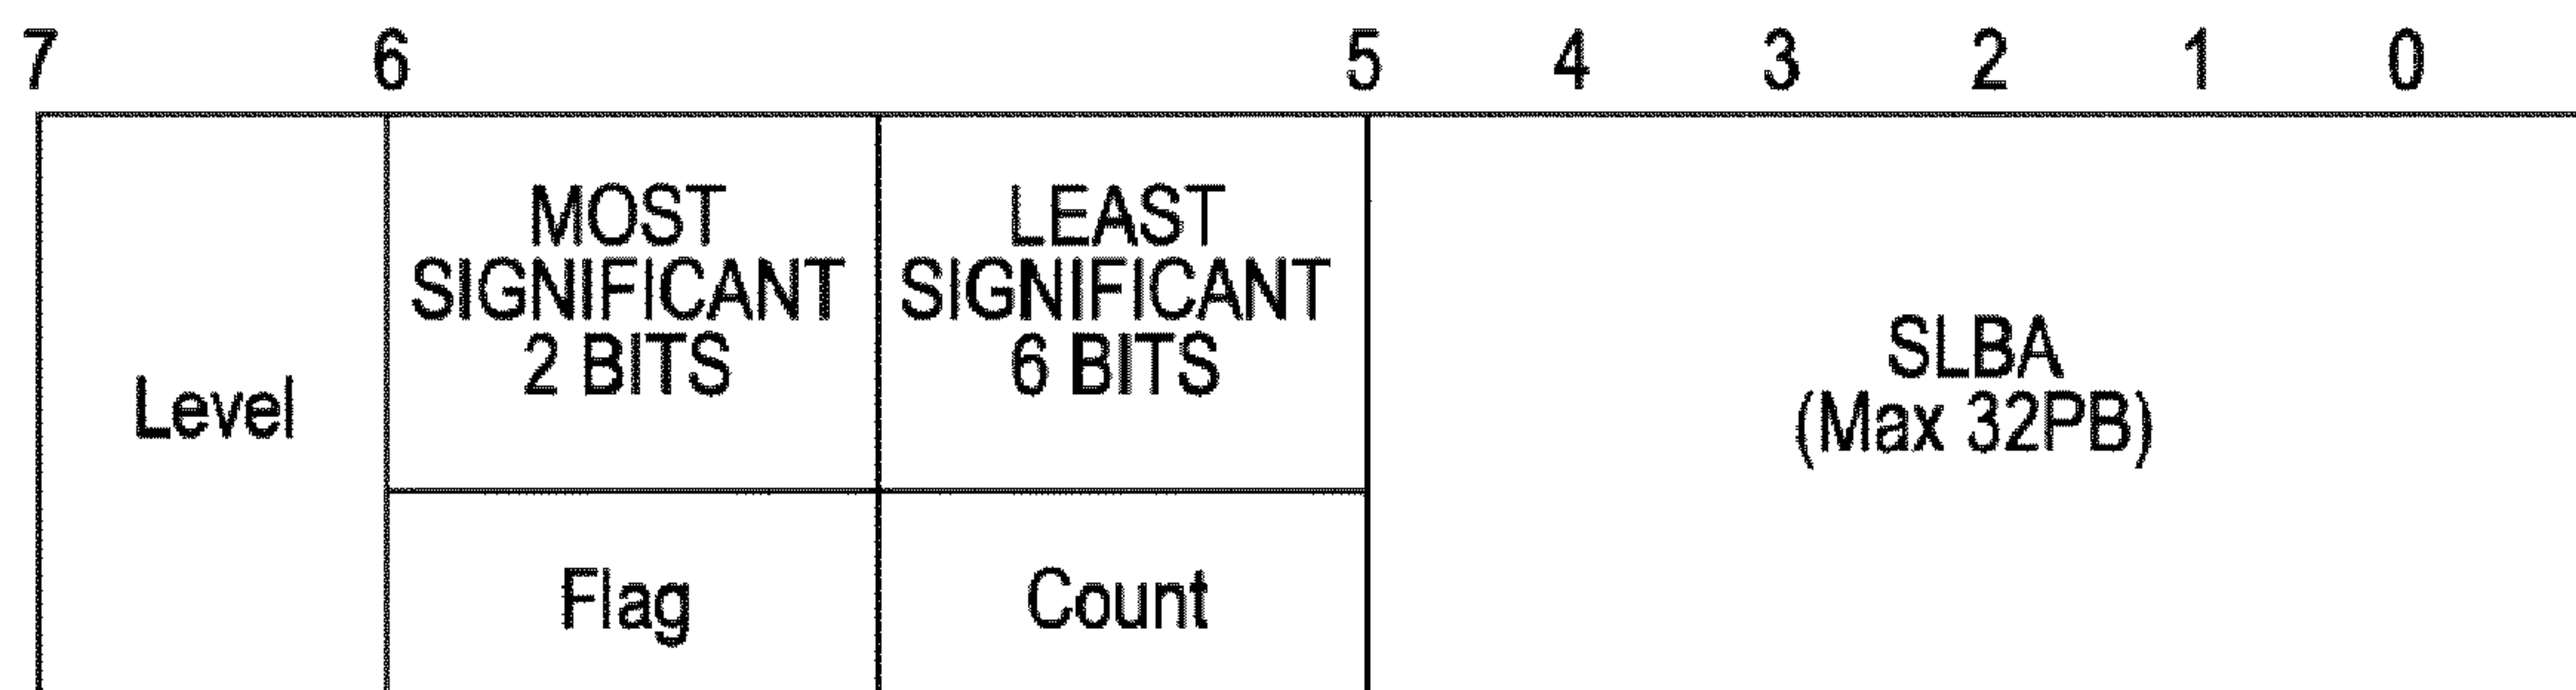 7 6 5 4 3 2 1 0
Level
MOST
SIGNIFICANT
2 BITS
LEAST
SIGNIFICANT
6 BITS
Flag
Count
SLBA
(Max 32PB)